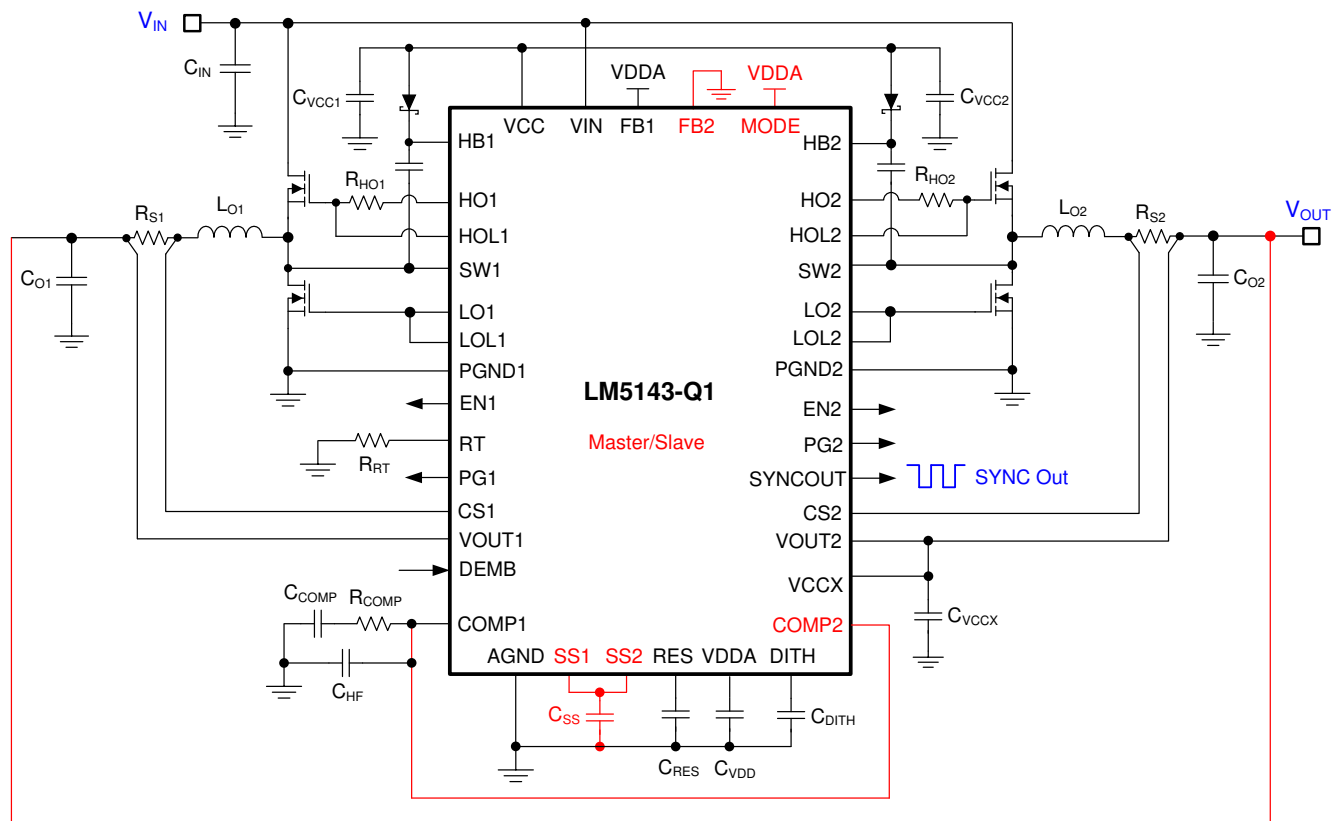 VIN
CIN
CVCC1
VDDA
VDDA
CVCC2
VCC
VIN
FB1
FB2
MODE
HB1
HB2
RHO1
HO1
HO2
RHO2
RS1
LO1
HOL1
HOL2
LO2
RS2
VOUT
SW1
SW2
CO1
CO2
LO1
LO2
LOL1
LOL2
PGND1
PGND2
LM5143-Q1
EN1
EN2
RT
Master/Slave
PG2
RRT
PG1
SYNCOUT
SYNC Out
CS1
CS2
VOUT1
VOUT2
DEMB
VCCX
CCOMP
RCOMP
CVCCX
COMP1
COMP2
AGND
SS1
SS2
RES
VDDA
DITH
CHF
CSS
CDITH
CRES
CVDD